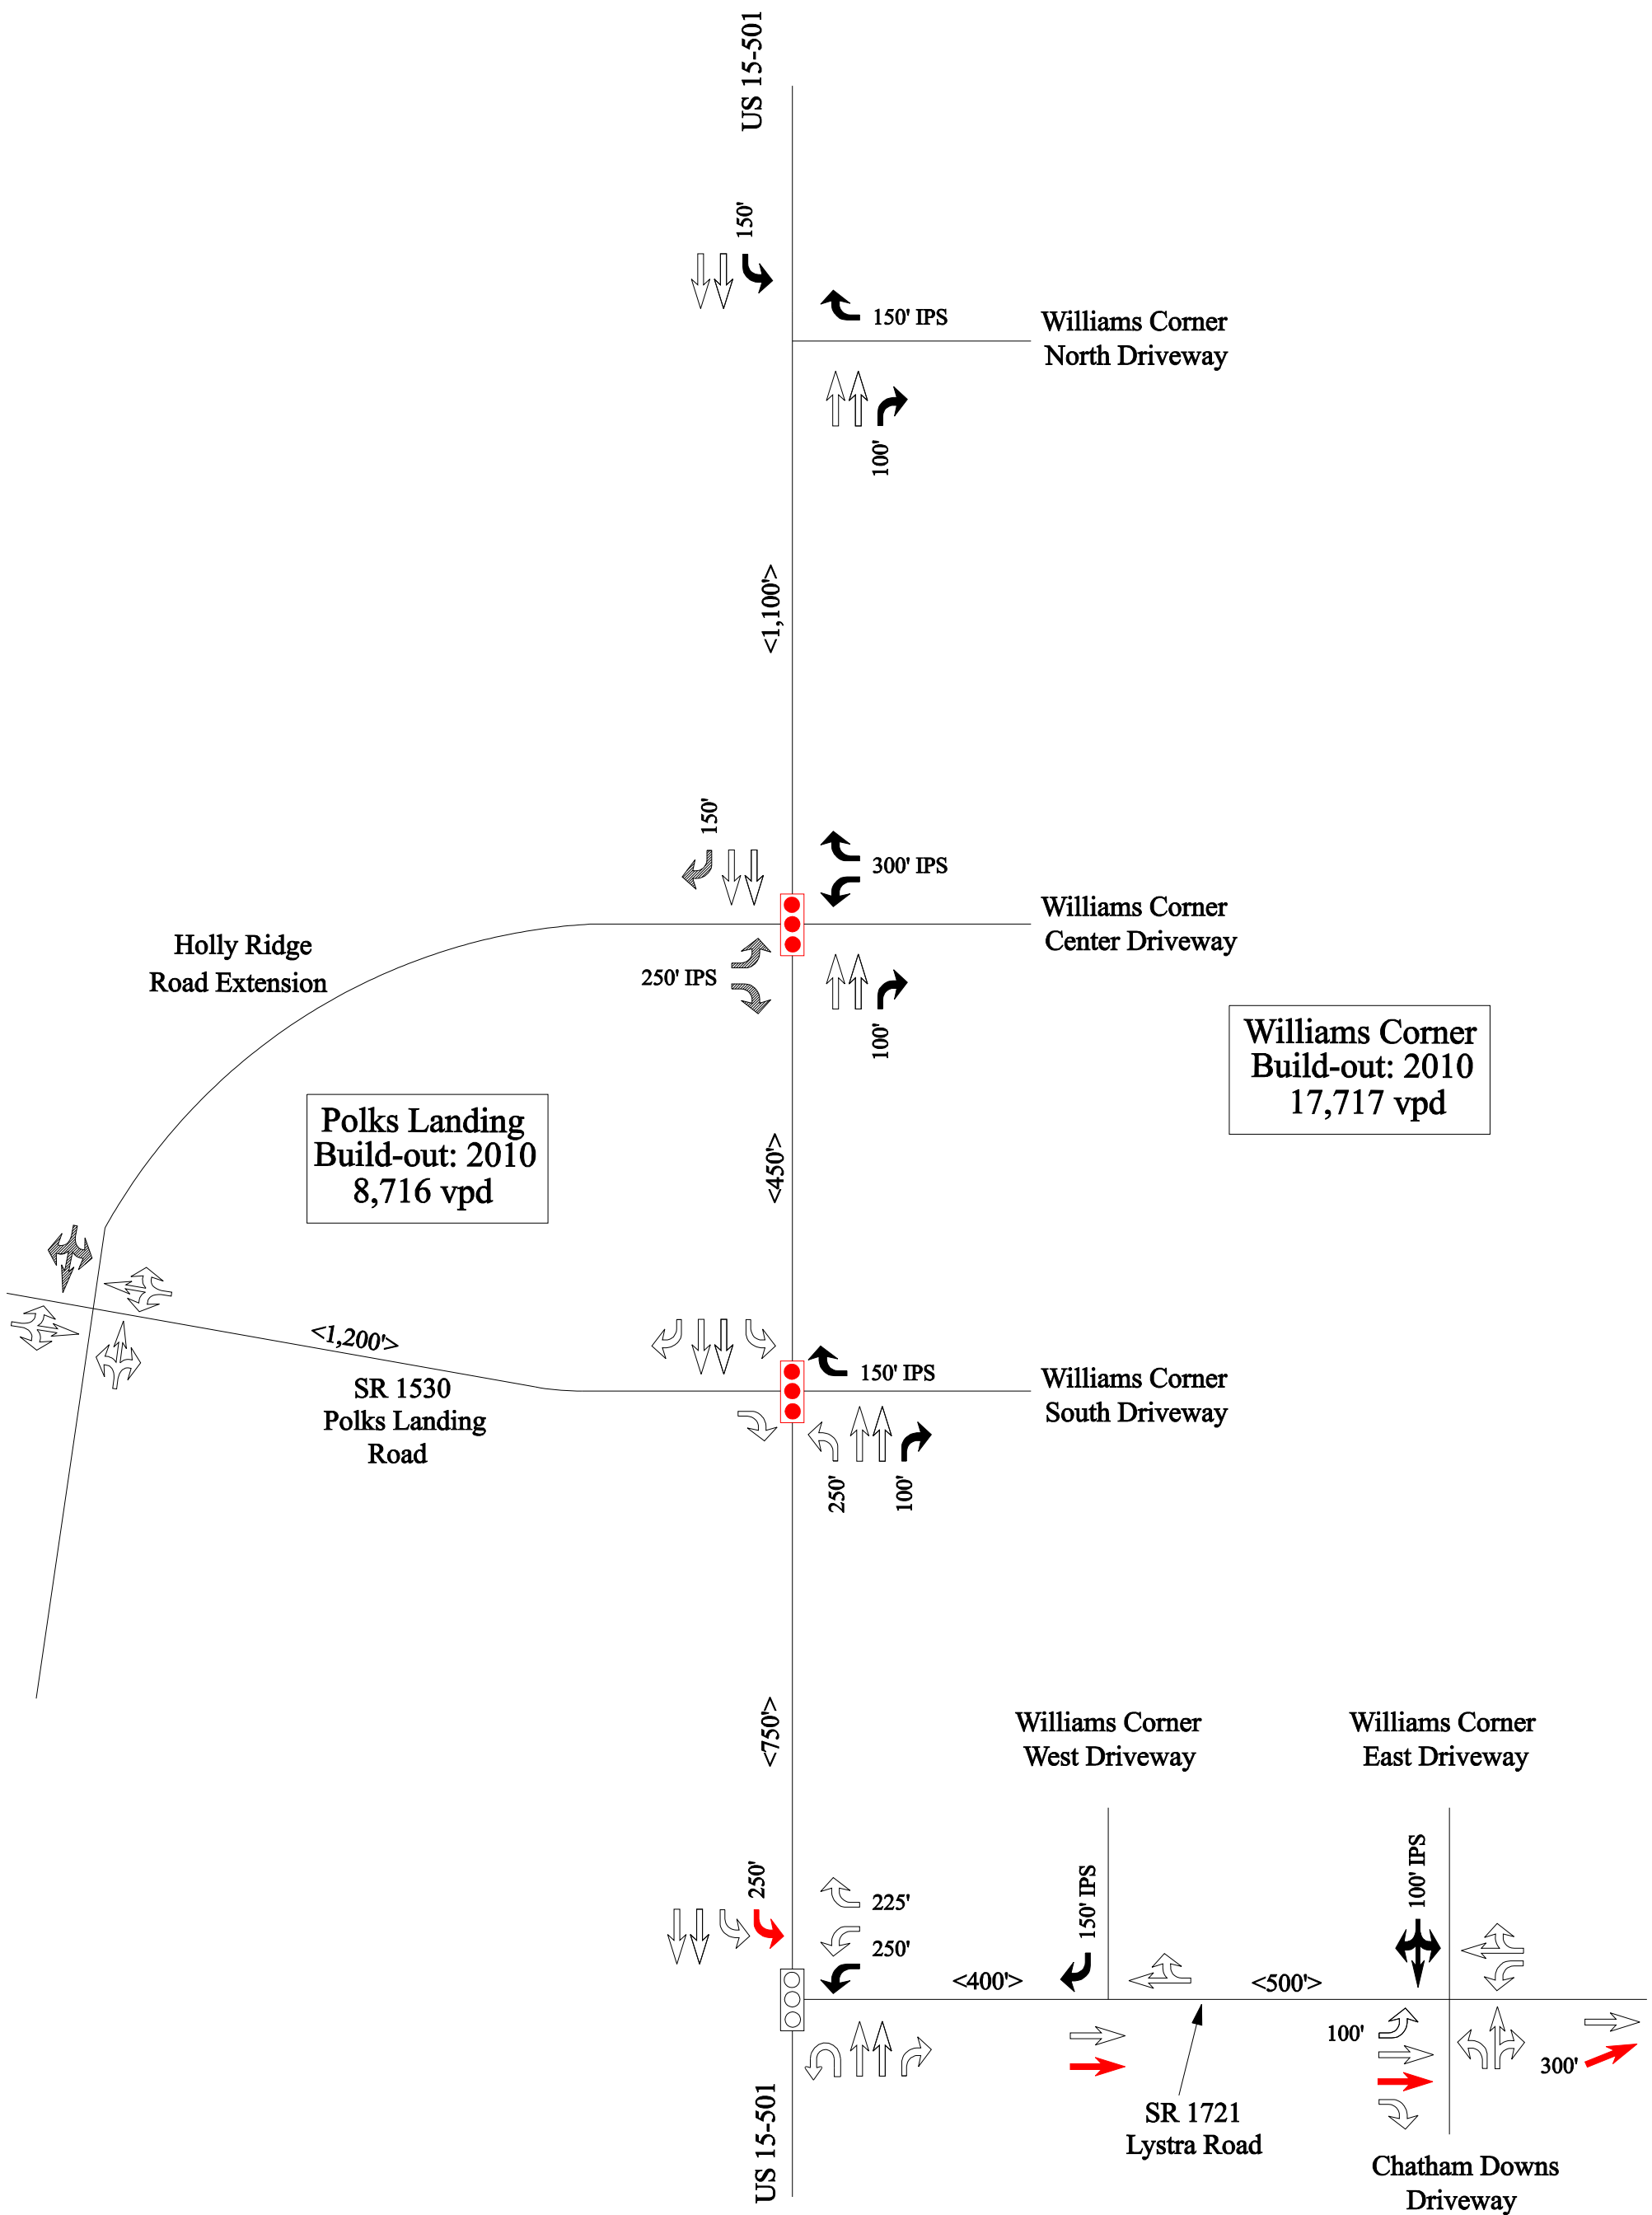 US 15-501
150'
150' IPS
Williams Corner
North Driveway
100'
<1,100'>
150'
300' IPS
Williams Corner
Center Driveway
Holly Ridge
Road Extension
250' IPS
100'
Williams Corner
Build-out: 2010
17,717 vpd
Polks Landing
Build-out: 2010
8,716 vpd
<450'>
<1,200'>
SR 1530
Polks Landing
Road
150' IPS
Williams Corner
South Driveway
250'
100'
<750'>
Williams Corner
West Driveway
Williams Corner
East Driveway
250'
225'
250'
150' IPS
100' IPS
<400'>
<500'>
100'
300'
SR 1721
Lystra Road
US 15-501
Chatham Downs
Driveway